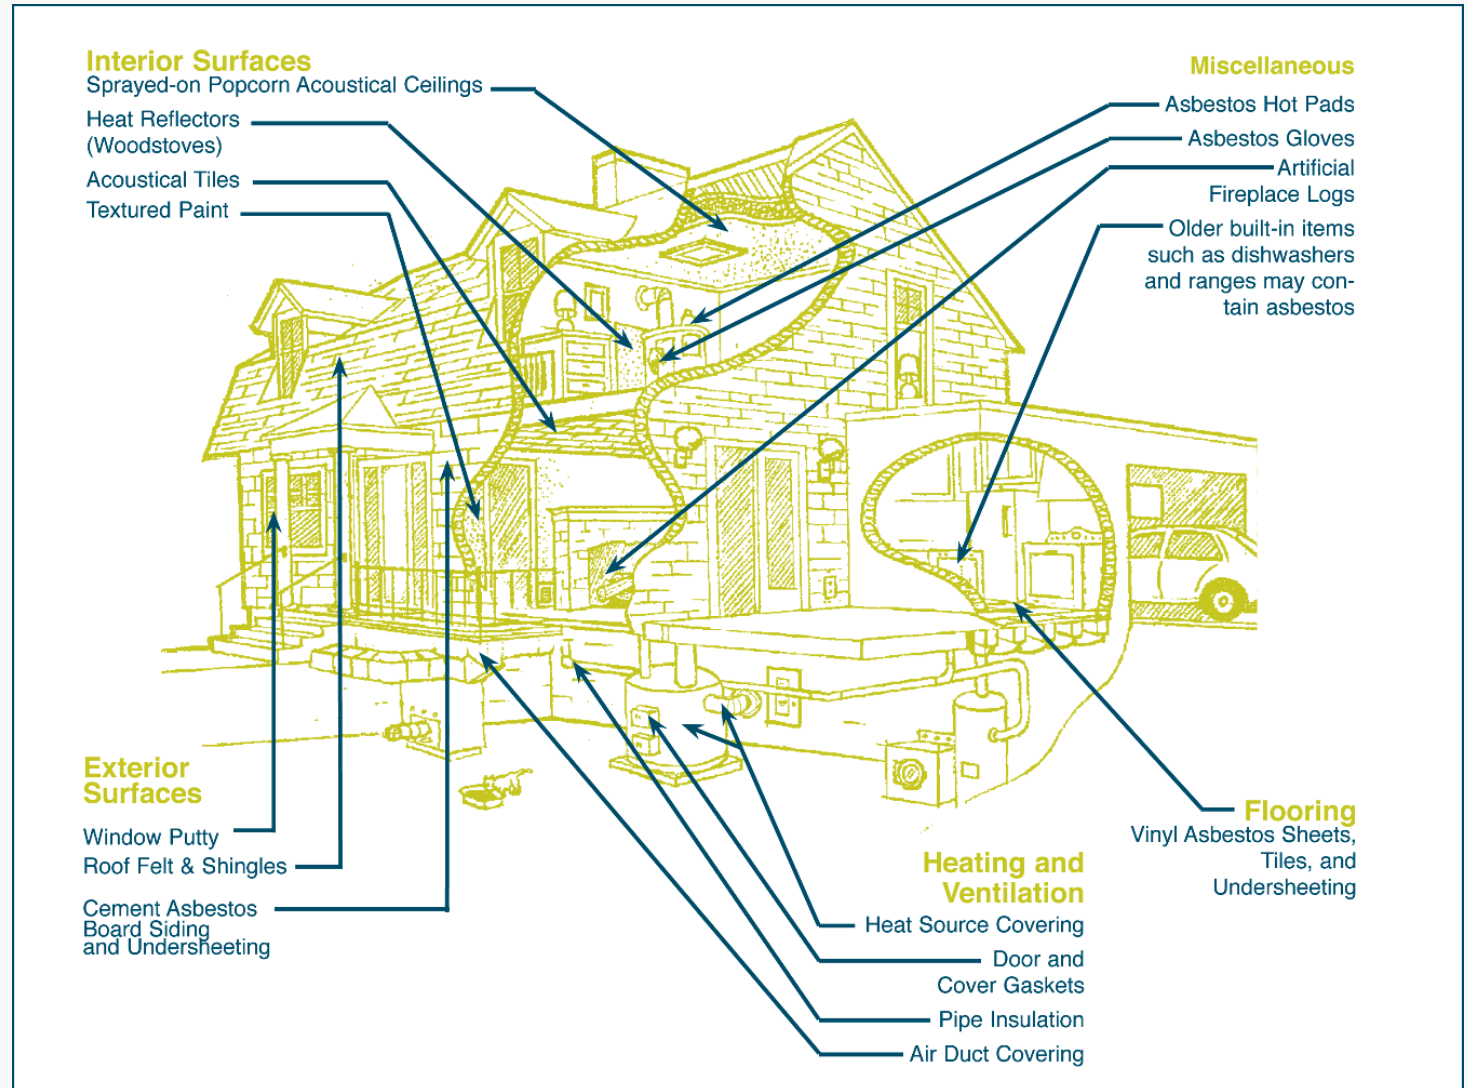 Interior Surfaces
Sprayed-on Popcorn Acoustical Ceilings
Heat Reflectors
(Woodstoves)
Acoustical Tiles
Textured Paint
Miscellaneous
Asbestos Hot Pads
Asbestos Gloves
Artificial
Fireplace Logs
Older built-in items
such as dishwashers
and ranges may con-
tain asbestos
Exterior
Surfaces
Window Putty
Roof Felt & Shingles
Cement Asbestos
Board Siding
and Undersheeting
Heating and
Ventilation
Heat Source Covering
Door and
Cover Gaskets
Pipe Insulation
Air Duct Covering
Flooring
Vinyl Asbestos Sheets,
Tiles, and
Undersheeting